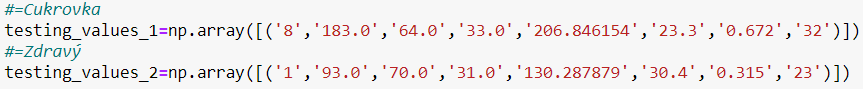 #=Cukrovka
testing_values_1=np.array([('8','183.0','64.0','33.0','206.846154','23.3','0.672','32')])
#=Zdravý
testing_values_2=np.array([('1','93.0','70.0','31.0','130.287879','30.4','0.315','23')])